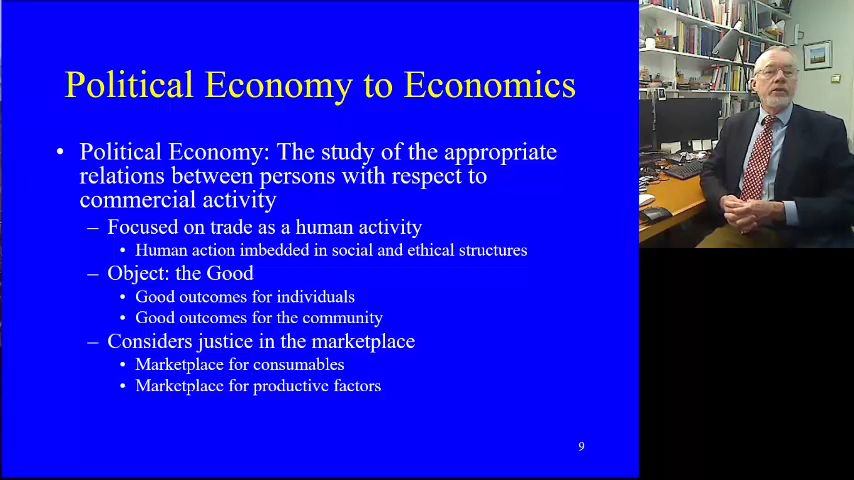 Political Economy to Economics
• Political Economy: The study of the appropriate
relations between persons with respect to
commercial activity
– Focused on trade as a human activity
• Human action imbedded in social and ethical structures
– Object: the Good
• Good outcomes for individuals
• Good outcomes for the community
– Considers justice in the marketplace
• Marketplace for consumables
• Marketplace for productive factors
9